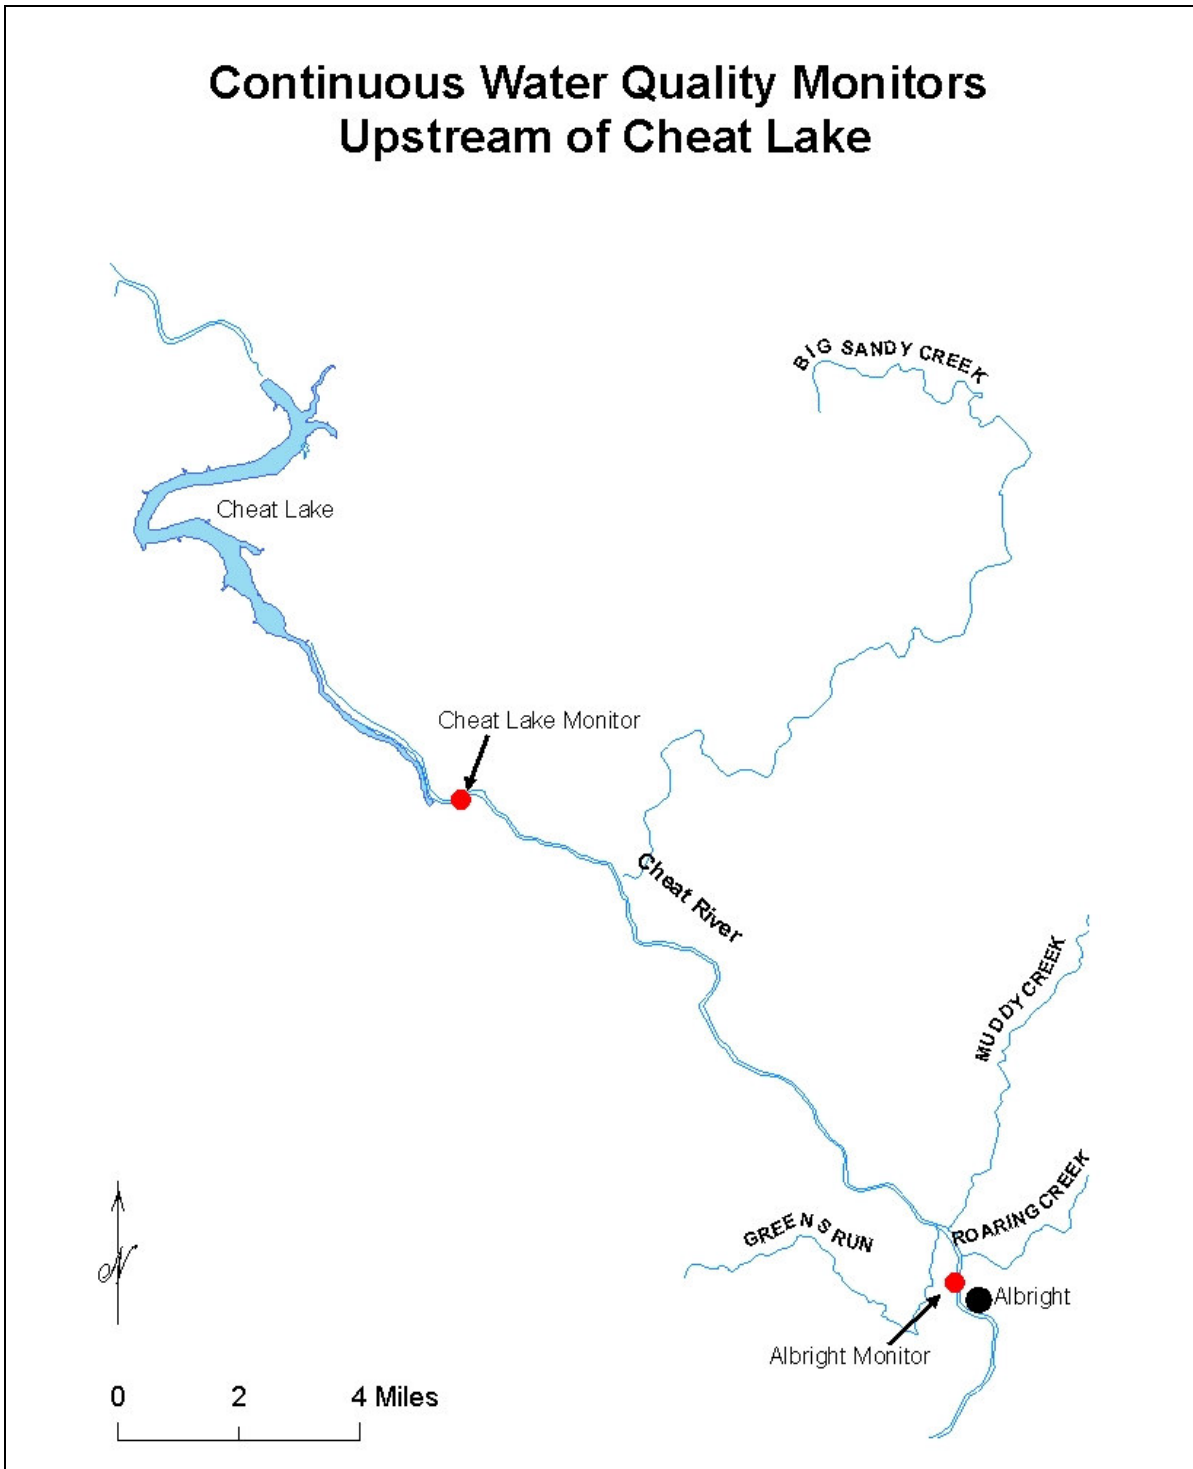 Continuous Water Quality Monitors
Upstream of Cheat Lake
BIG SANDY CREEK
Cheat Lake
Cheat Lake Monitor
Cheat River
MUDDY CREEK
ROARING CREEK
GREENS RUN
Albright
Albright Monitor
N
0 2 4 Miles